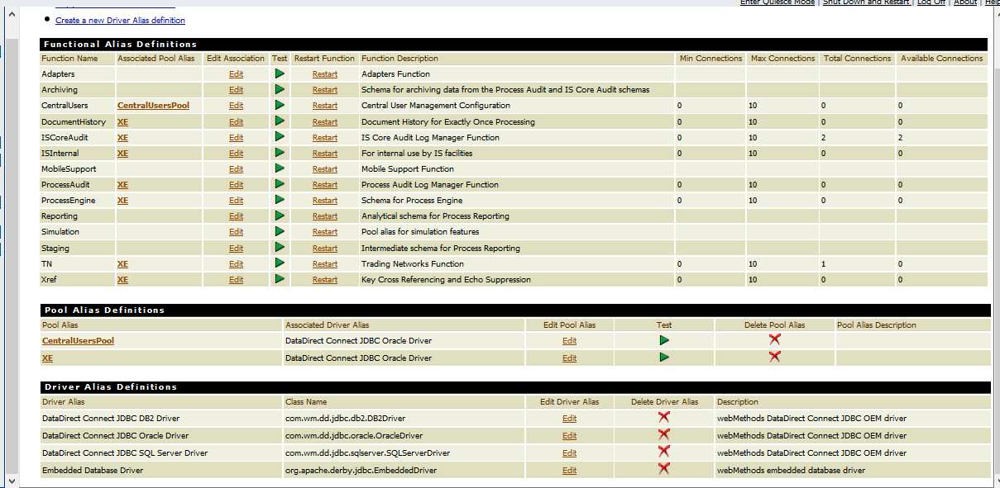 Enter Quiesce Mode | Shut Down and Restart | Log Off | About | Help
Create a new Driver Alias definition
Functional Alias Definitions
Function Name Associated Pool Alias Edit Association Test Restart Function Function Description Min Connections Max Connections Total Connections Available Connections
Adapters Edit Restart Adapters Function
Archiving Edit Restart Schema for archiving data from the Process Audit and IS Core Audit schemas
CentralUsers CentralUsersPool Edit Restart Central User Management Configuration 0 10 0 0
DocumentHistory XE Edit Restart Document History for Exactly Once Processing 0 10 0 0
ISCoreAudit XE Edit Restart IS Core Audit Log Manager Function 0 10 2 2
ISInternal XE Edit Restart For internal use by IS facilities 0 10 0 0
MobileSupport Edit Restart Mobile Support Function
ProcessAudit XE Edit Restart Process Audit Log Manager Function 0 10 0 0
ProcessEngine XE Edit Restart Schema for Process Engine 0 10 0 0
Reporting Edit Restart Analytical schema for Process Reporting
Simulation Edit Restart Pool alias for simulation features
Staging Edit Restart Intermediate schema for Process Reporting
TN XE Edit Restart Trading Networks Function 0 10 1 0
Xref XE Edit Restart Key Cross Referencing and Echo Suppression 0 10 0 0
Pool Alias Definitions
Pool Alias Associated Driver Alias Edit Pool Alias Test Delete Pool Alias Pool Alias Description
CentralUsersPool DataDirect Connect JDBC Oracle Driver Edit
XE DataDirect Connect JDBC Oracle Driver Edit
Driver Alias Definitions
Driver Alias Class Name Edit Driver Alias Delete Driver Alias Description
DataDirect Connect JDBC DB2 Driver com.wm.dd.jdbc.db2.DB2Driver Edit webMethods DataDirect Connect JDBC OEM driver
DataDirect Connect JDBC Oracle Driver com.wm.dd.jdbc.oracle.OracleDriver Edit webMethods DataDirect Connect JDBC OEM driver
DataDirect Connect JDBC SQL Server Driver com.wm.dd.jdbc.sqlserver.SQLServerDriver Edit webMethods DataDirect Connect JDBC OEM driver
Embedded Database Driver org.apache.derby.jdbc.EmbeddedDriver Edit webMethods embedded database driver